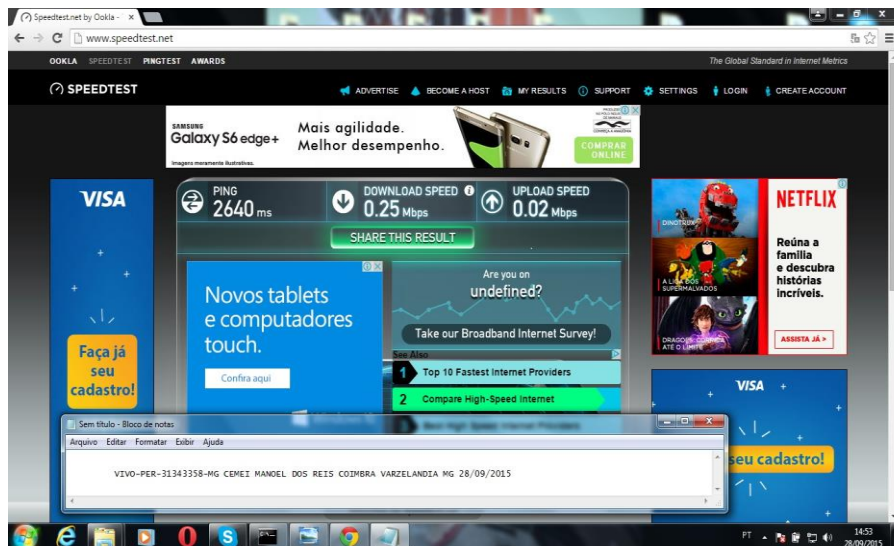 Speedtest.net by Ookla -
www.speedtest.net
OOKLA SPEEDTEST PINGTEST AWARDS
The Global Standard in Internet Metrics
SPEEDTEST
ADVERTISE BECOME A HOST MY RESULTS SUPPORT SETTINGS LOGIN CREATE ACCOUNT
SAMSUNG
Galaxy S6 edge+
Imagens meramente ilustrativas.
Mais agilidade.
Melhor desempenho.
COMPRAR
ONLINE
VISA
Faça já
seu
cadastro!
PING
2640 ms
DOWNLOAD SPEED
0.25 Mbps
UPLOAD SPEED
0.02 Mbps
SHARE THIS RESULT
Novos tablets
e computadores
touch.
Confira aqui
Are you on
undefined?
Take our Broadband Internet Survey!
See Also
1 Top 10 Fastest Internet Providers
2 Compare High-Speed Internet
DINOTRUX
A LIGA DOS
SUPERMALVADOS
DRAGÕES: CORRIDA
ATÉ O LIMITE
NETFLIX
Reúna a
família
e descubra
histórias
incríveis.
ASSISTA JÁ >
VISA
seu cadastro!
Sem título - Bloco de notas
Arquivo Editar Formatar Exibir Ajuda
VIVO-PER-31343358-MG CEMEI MANOEL DOS REIS COIMBRA VARZELANDIA MG 28/09/2015
PT
14:53
28/09/2015